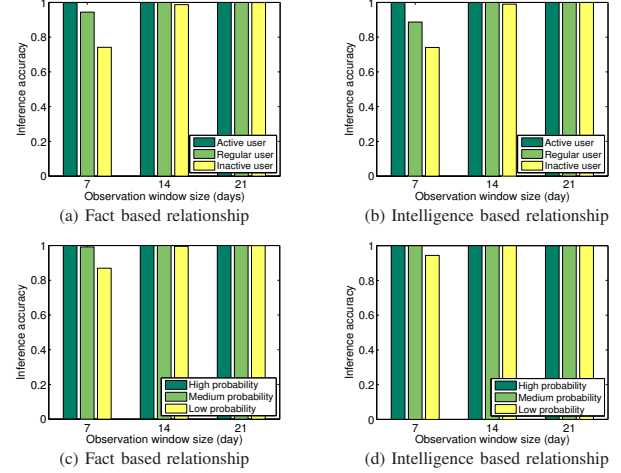 1
0.8
0.6
0.4
0.2
0
Inference accuracy
Active user
Regular user
Inactive user
7 14 21
Observation window size (days)
(a) Fact based relationship
1
0.8
0.6
0.4
0.2
0
Inference accuracy
Active user
Regular user
Inactive user
7 14 21
Observation window size (days)
(b) Intelligence based relationship
1
0.8
0.6
0.4
0.2
0
Inference accuracy
High probability
Medium probability
Low probability
7 14 21
Observation window size (day)
(c) Fact based relationship
1
0.8
0.6
0.4
0.2
0
Inference accuracy
High probability
Medium probability
Low probability
7 14 21
Observation window size (day)
(d) Intelligence based relationship